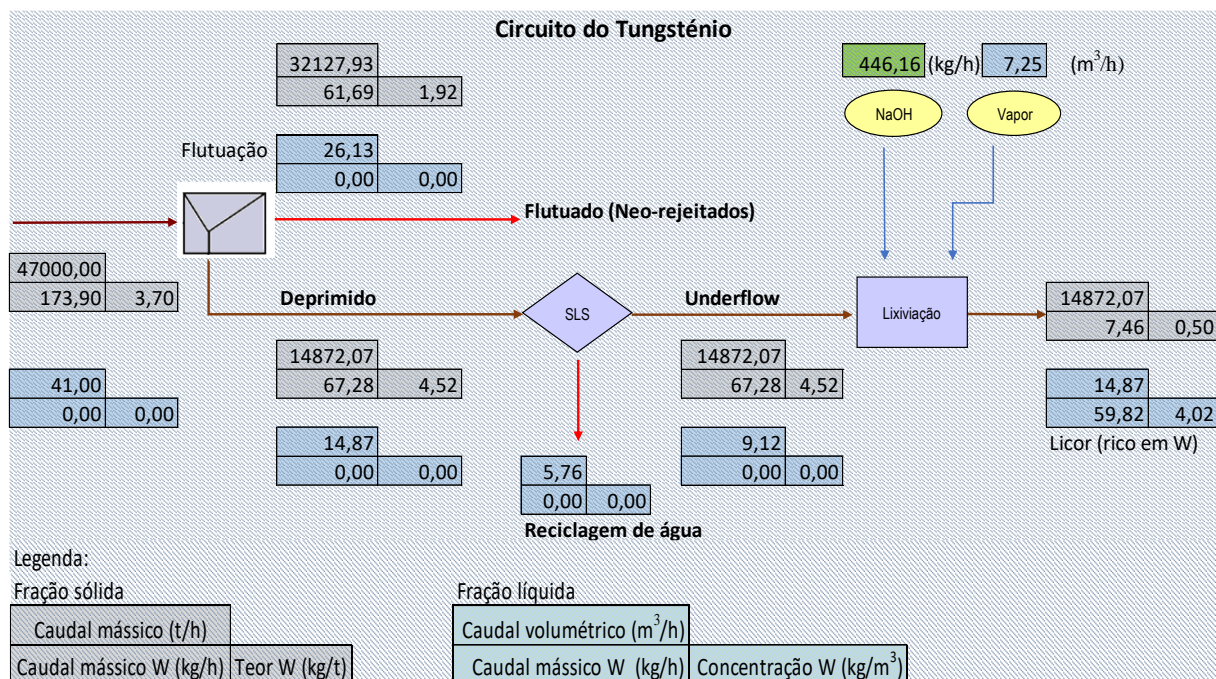 Circuito do Tungsténio
32127,93
61,69 1,92
446,16 (kg/h) 7,25 (m³/h)
NaOH Vapor
Flutuação
26,13
0,00 0,00
Flutuado (Neo-rejeitados)
47000,00
173,90 3,70
Deprimido
SLS
Underflow
Lixiviação
14872,07
7,46 0,50
14872,07
67,28 4,52
14872,07
67,28 4,52
41,00
0,00 0,00
14,87
59,82 4,02
Licor (rico em W)
14,87
0,00 0,00
9,12
0,00 0,00
5,76
0,00 0,00
Reciclagem de água
Legenda:
Fração sólida
Caudal mássico (t/h)
Caudal mássico W (kg/h) Teor W (kg/t)
Fração líquida
Caudal volumétrico (m³/h)
Caudal mássico W (kg/h) Concentração W (kg/m³)